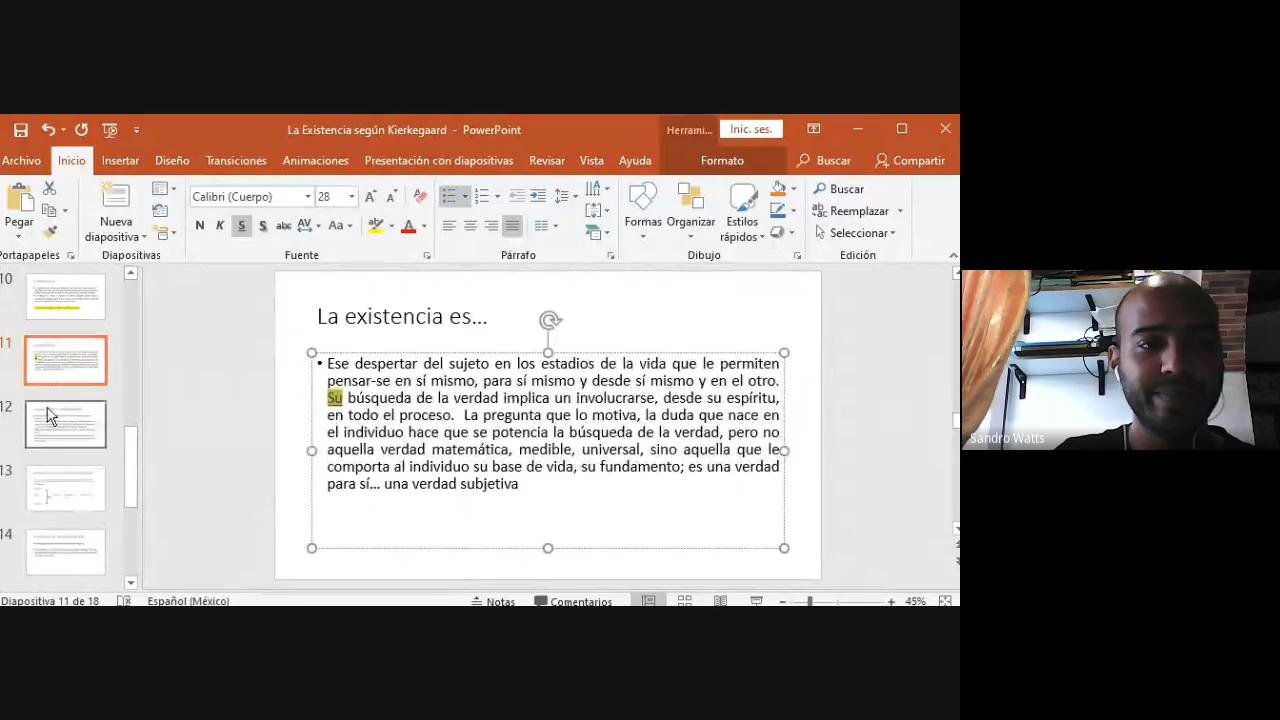 La Existencia según Kierkegaard - PowerPoint
Herrami...
Inic. ses.
Archivo Inicio Insertar Diseño Transiciones Animaciones Presentación con diapositivas Revisar Vista Ayuda Formato Buscar Compartir
Pegar
Nueva
diapositiva
Calibri (Cuerpo) 28
N K S S abc AV Aa A
Formas Organizar Estilos
rápidos
Buscar
Reemplazar
Seleccionar
Portapapeles Diapositivas Fuente Párrafo Dibujo Edición
10
11
12
13
14
La existencia es...
• Ese despertar del sujeto en los estadios de la vida que le permiten
pensar-se en sí mismo, para sí mismo y desde sí mismo y en el otro.
Su búsqueda de la verdad implica un involucrarse, desde su espíritu,
en todo el proceso. La pregunta que lo motiva, la duda que nace en
el individuo hace que se potencia la búsqueda de la verdad, pero no
aquella verdad matemática, medible, universal, sino aquella que le
comporta al individuo su base de vida, su fundamento; es una verdad
para sí... una verdad subjetiva
Diapositiva 11 de 18 Español (México) Notas Comentarios 45%
Sandro Watts